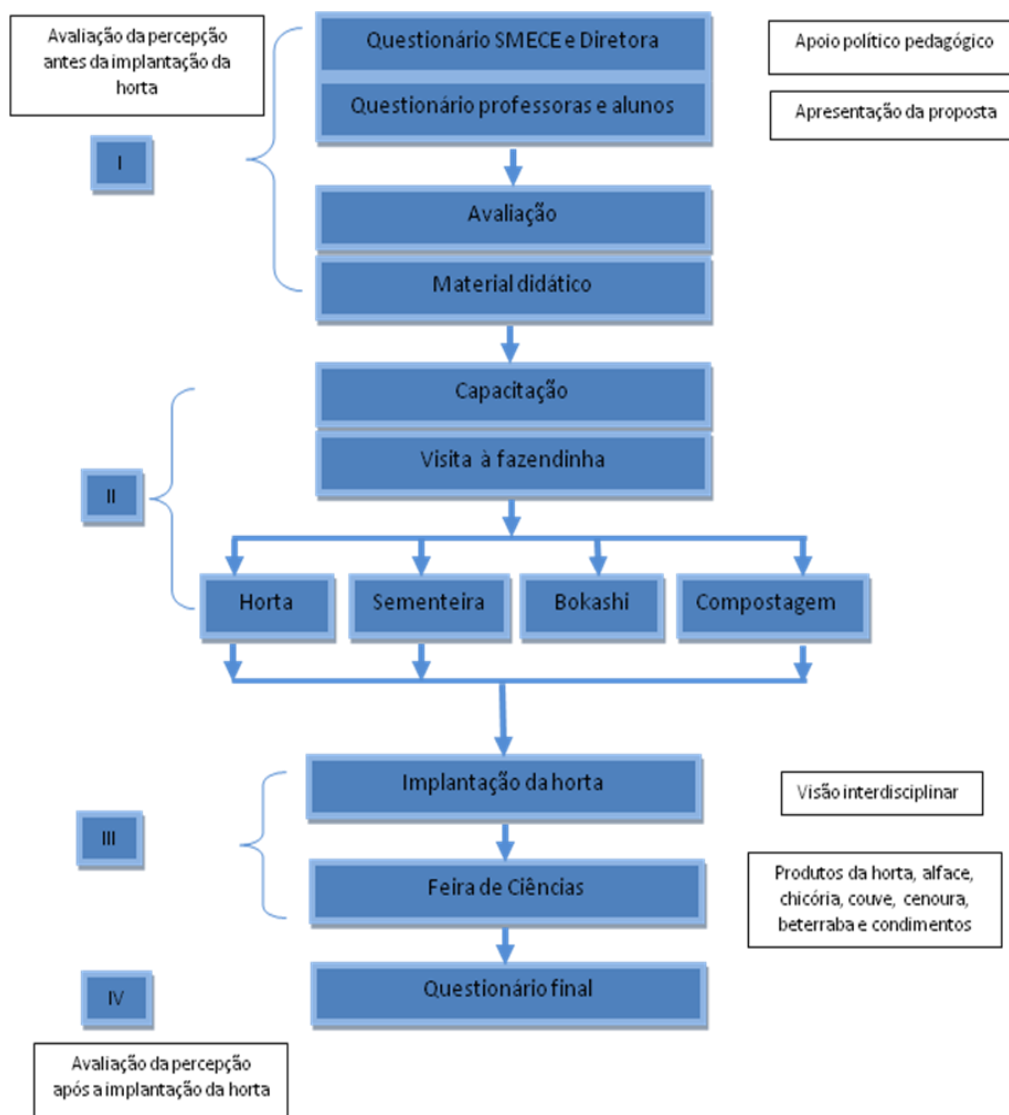 Avaliação da percepção
antes da implantação da
horta
Questionário SMECE e Diretora
Apoio político pedagógico
Questionário professoras e alunos
Apresentação da proposta
I
Avaliação
Material didático
Capacitação
Visita à fazendinha
II
Horta
Sementeira
Bokashi
Compostagem
Implantação da horta
Visão interdisciplinar
III
Feira de Ciências
Produtos da horta, alface,
chicória, couve, cenoura,
beterraba e condimentos
Questionário final
IV
Avaliação da percepção
após a implantação da horta